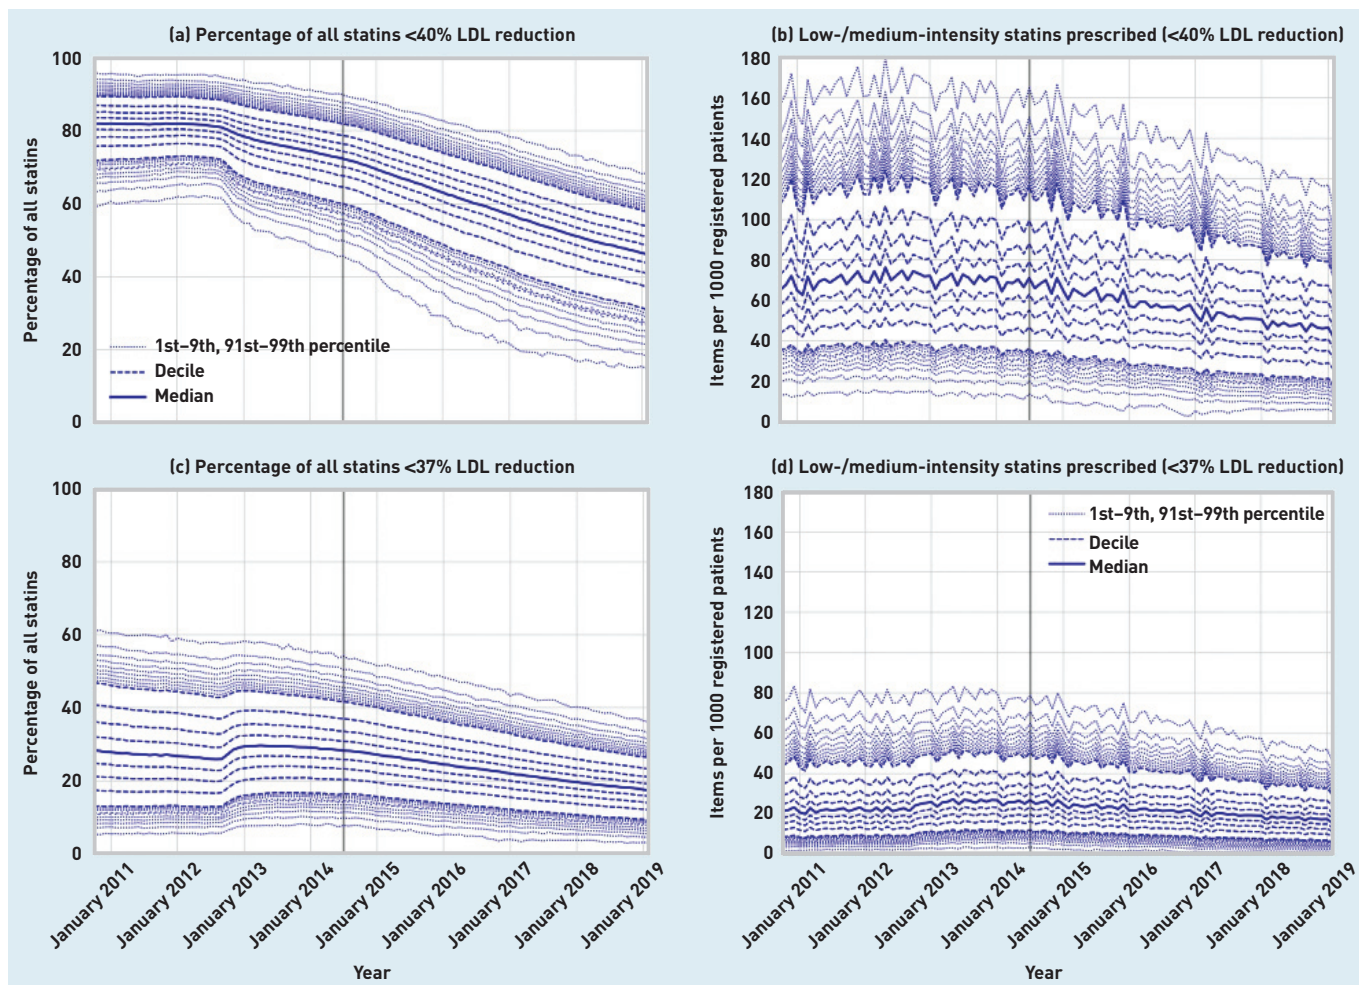 (a) Percentage of all statins <40% LDL reduction
Percentage of all statins
100
80
60
40
20
0
1st–9th, 91st–99th percentile
Decile
Median
(b) Low-/medium-intensity statins prescribed (<40% LDL reduction)
Items per 1000 registered patients
180
160
140
120
100
80
60
40
20
0
(c) Percentage of all statins <37% LDL reduction
Percentage of all statins
100
80
60
40
20
0
January 2011
January 2012
January 2013
January 2014
January 2015
January 2016
January 2017
January 2018
January 2019
Year
(d) Low-/medium-intensity statins prescribed (<37% LDL reduction)
Items per 1000 registered patients
180
160
140
120
100
80
60
40
20
0
1st–9th, 91st–99th percentile
Decile
Median
January 2011
January 2012
January 2013
January 2014
January 2015
January 2016
January 2017
January 2018
January 2019
Year